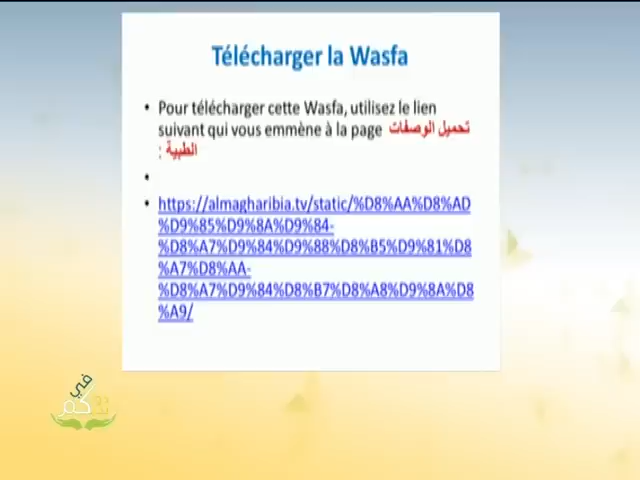 Télécharger la Wasfa
• Pour télécharger cette Wasfa, utilisez le lien
suivant qui vous emmène à la page تحميل الوصفات
الطبية :
•
• https://almagharibia.tv/static/%D8%AA%D8%AD
%D9%85%D9%8A%D9%84-
%D8%A7%D9%84%D9%88%D8%B5%D9%81%D8
%A7%D8%AA-
%D8%A7%D9%84%D8%B7%D8%A8%D9%8A%D8
%A9/
في